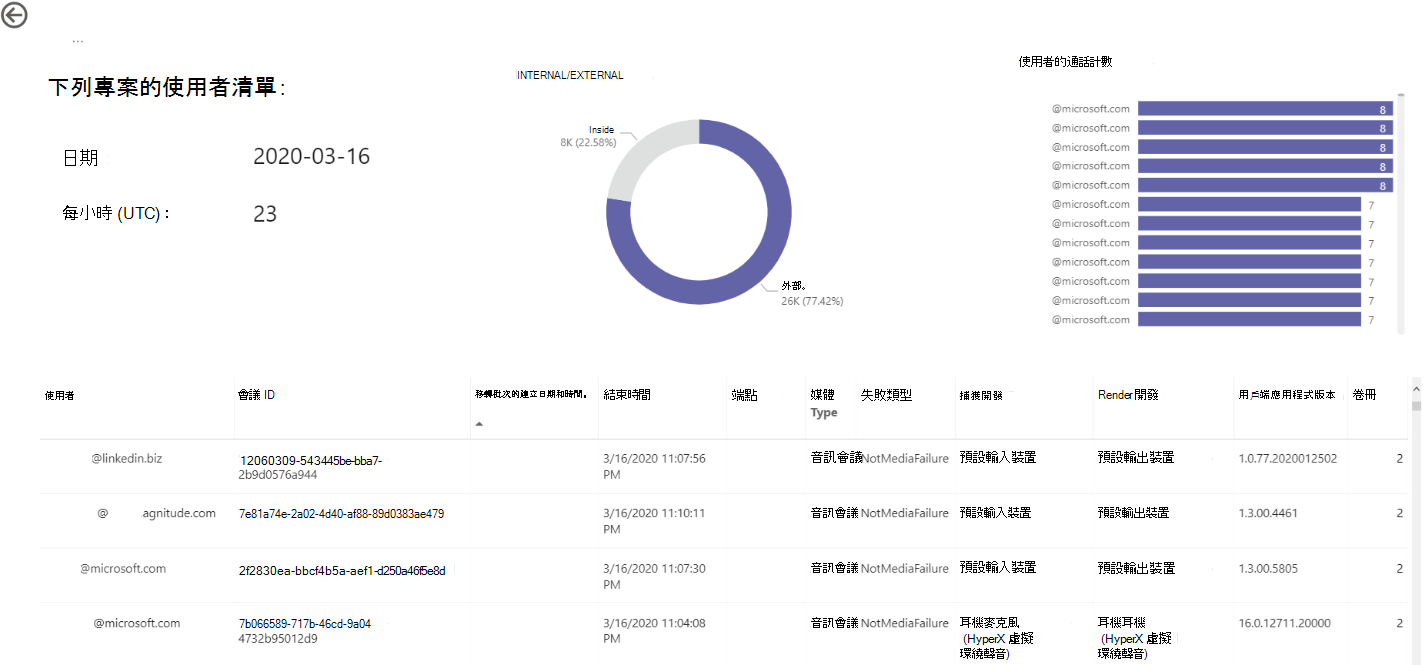 ...
下列專案的使用者清單:
日期
2020-03-16
每小時 (UTC) :
23
INTERNAL/EXTERNAL
Inside
8K (22.58%)
外部。
26K (77.42%)
使用者的通話計數
@microsoft.com 8
@microsoft.com 8
@microsoft.com 8
@microsoft.com 8
@microsoft.com 8
@microsoft.com 7
@microsoft.com 7
@microsoft.com 7
@microsoft.com 7
@microsoft.com 7
@microsoft.com 7
@microsoft.com 7
使用者 會議 ID 移轉批次的建立日期和時間。 結束時間 端點 媒體 失敗類型 捕獲開發 Render開發 用戶端應用程式版本 卷冊
Type
@linkedin.biz 12060309-543445be-bba7- 3/16/2020 11:07:56 音訊會議 NotMediaFailure 預設輸入裝置 預設輸出裝置 1.0.77.2020012502 2
2b9d0576a944 PM
@ agnitude.com 7e81a74e-2a02-4d40-af88-89d0383ae479 3/16/2020 11:10:11 音訊會議 NotMediaFailure 預設輸入裝置 預設輸出裝置 1.3.00.4461 2
PM
@microsoft.com 2f2830ea-bbcf4b5a-aef1-d250a46f5e8d 3/16/2020 11:07:30 音訊會議 NotMediaFailure 預設輸入裝置 預設輸出裝置 1.3.00.5805 2
PM
@microsoft.com 7b066589-717b-46cd-9a04 3/16/2020 11:04:08 音訊會議 NotMediaFailure 耳機麥克風 耳機耳機 16.0.12711.20000 2
4732b95012d9 PM (HyperX 虛擬 (HyperX 虛擬
環繞聲音) 環繞聲音)